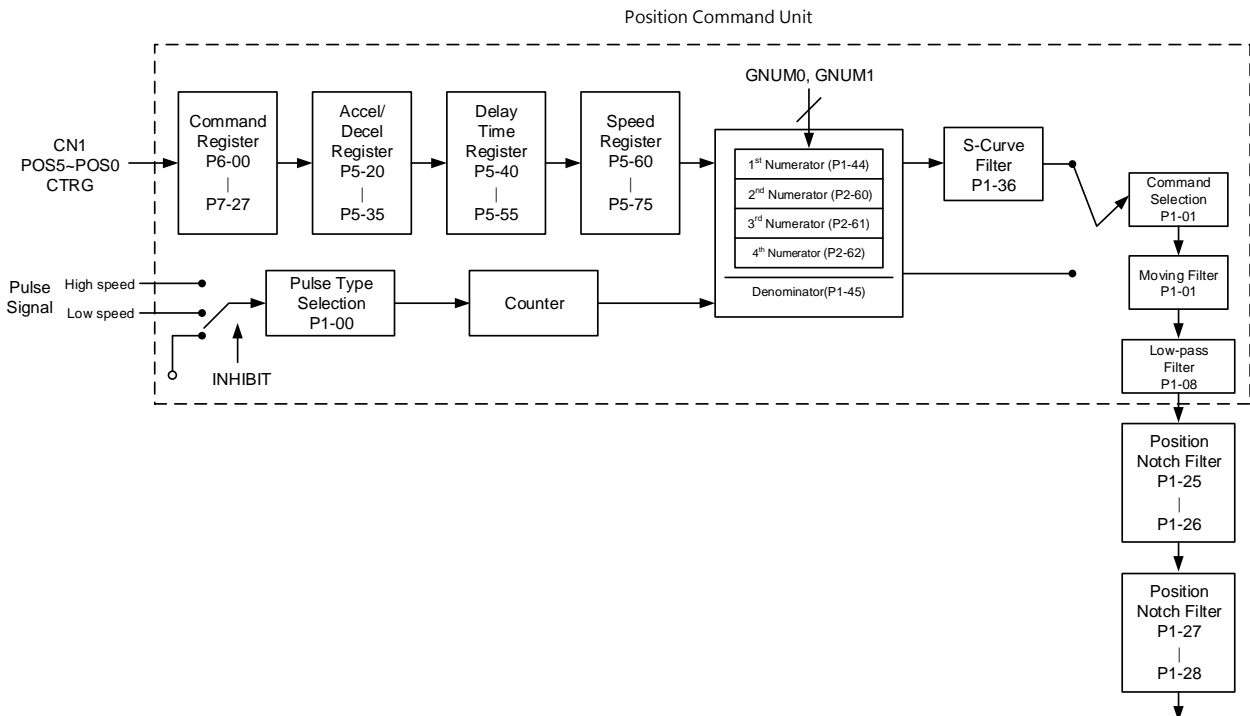 Position Command Unit
GNUM0, GNUM1
CN1
POS5~POS0
CTRG
Command
Register
P6-00
|
P7-27
Accel/
Decel
Register
P5-20
|
P5-35
Delay
Time
Register
P5-40
|
P5-55
Speed
Register
P5-60
|
P5-75
1st Numerator (P1-44)
2nd Numerator (P2-60)
3rd Numerator (P2-61)
4th Numerator (P2-62)
Denominator(P1-45)
S-Curve
Filter
P1-36
Command
Selection
P1-01
Moving Filter
P1-01
Low-pass
Filter
P1-08
Pulse
Signal
High speed
Low speed
INHIBIT
Pulse Type
Selection
P1-00
Counter
Position
Notch Filter
P1-25
|
P1-26
Position
Notch Filter
P1-27
|
P1-28